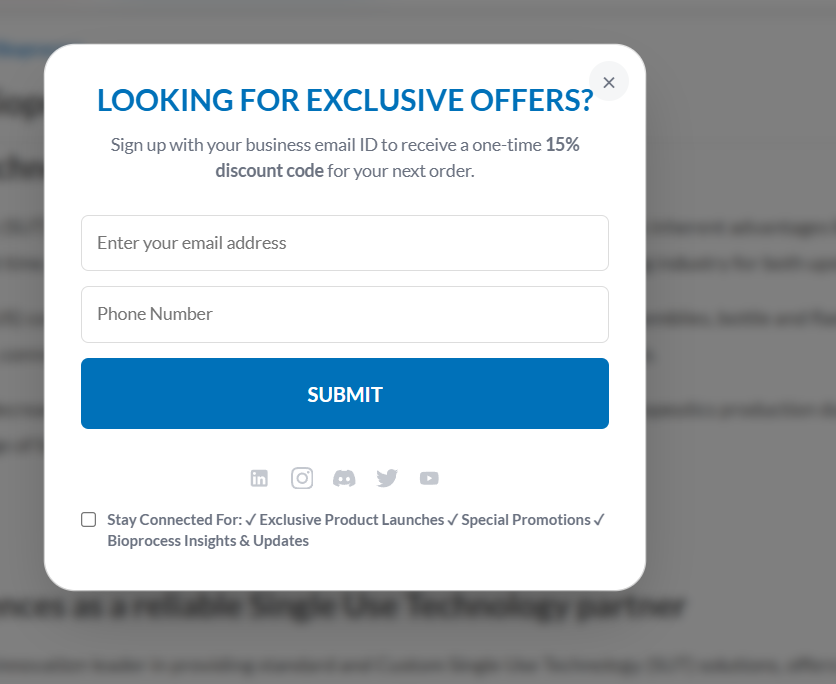 LOOKING FOR EXCLUSIVE OFFERS?
Sign up with your business email ID to receive a one-time 15%
discount code for your next order.
Enter your email address
Phone Number
SUBMIT
Stay Connected For: ✓ Exclusive Product Launches ✓ Special Promotions ✓
Bioprocess Insights & Updates
nces as a reliable Single Use Technology partner